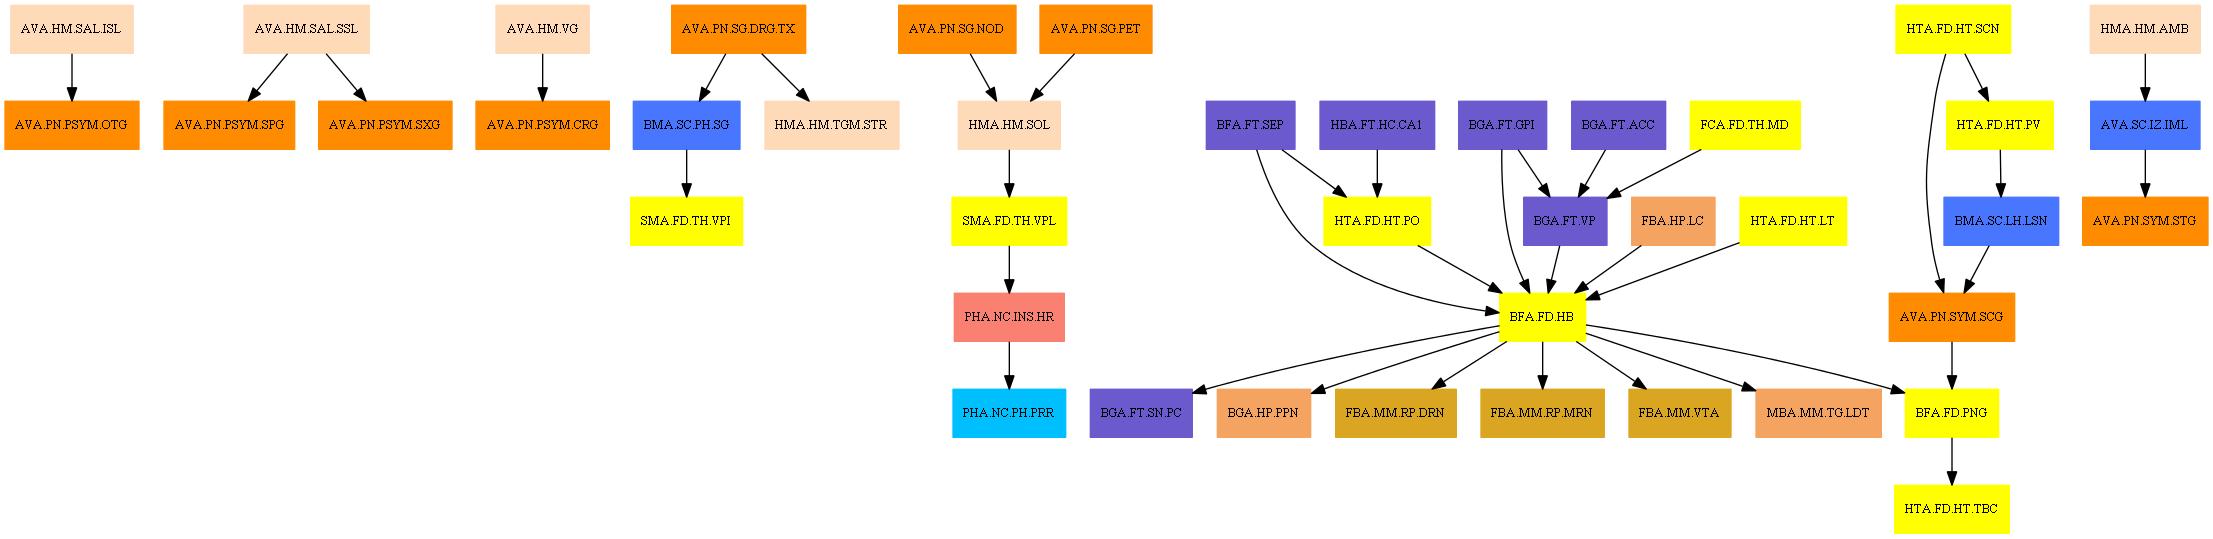 AVA.HM.SAL.ISL
AVA.HM.SAL.SSL
AVA.HM.VG
AVA.PN.SG.DRG.TX
AVA.PN.SG.NOD
AVA.PN.SG.PET
HTA.FD.HT.SCN
HMA.HM.AMB
AVA.PN.PSYM.OTG
AVA.PN.PSYM.SPG
AVA.PN.PSYM.SXG
AVA.PN.PSYM.CRG
BMA.SC.PH.SG
HMA.HM.TGM.STR
HMA.HM.SOL
BFA.FT.SEP
HBA.FT.HC.CA1
BGA.FT.GPI
BGA.FT.ACC
FCA.FD.TH.MD
HTA.FD.HT.PV
AVA.SC.IZ.IML
SMA.FD.TH.VPI
SMA.FD.TH.VPL
HTA.FD.HT.PO
BGA.FT.VP
FBA.HP.LC
HTA.FD.HT.LT
BMA.SC.LH.LSN
AVA.PN.SYM.STG
PHA.NC.INS.HR
BFA.FD.HB
AVA.PN.SYM.SCG
PHA.NC.PH.PRR
BGA.FT.SN.PC
BGA.HP.PPN
FBA.MM.RP.DRN
FBA.MM.RP.MRN
FBA.MM.VTA
MBA.MM.TG.LDT
BFA.FD.PNG
HTA.FD.HT.TBC